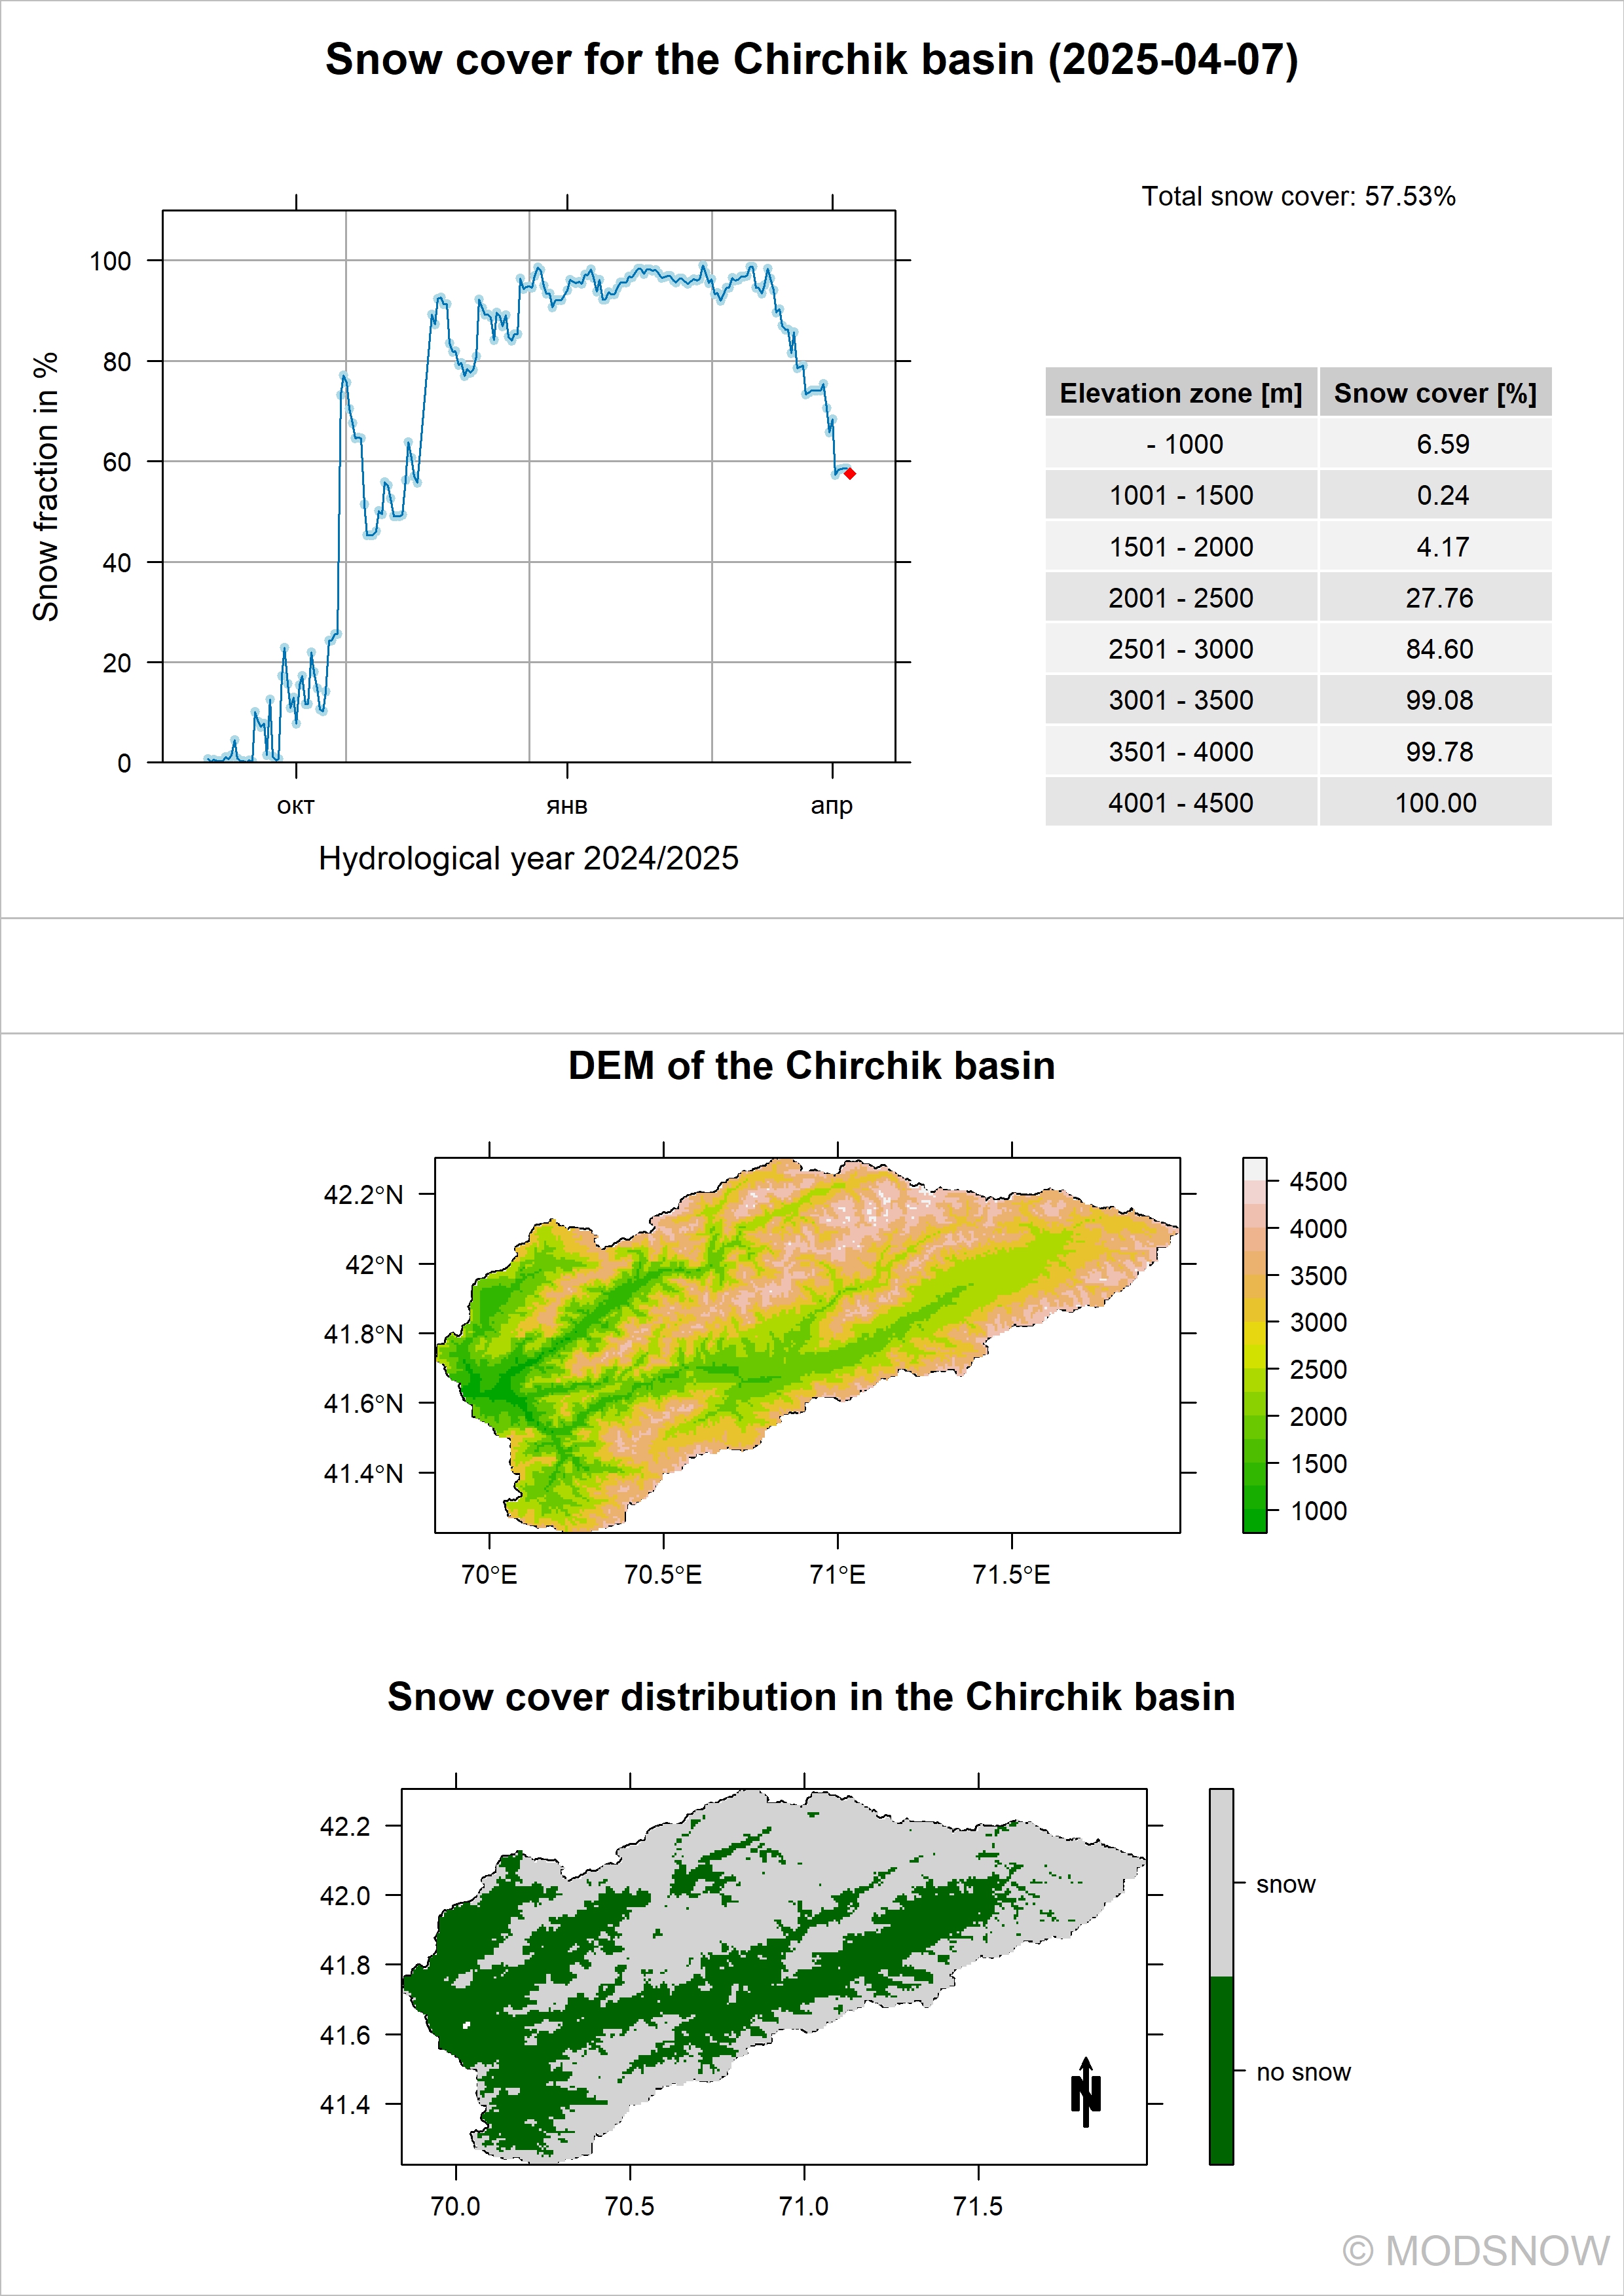 Snow cover for the Chirchik basin (2025-04-07)
Total snow cover: 57.53%
Snow fraction in %
100
80
60
40
20
0
окт янв апр
Hydrological year 2024/2025
Elevation zone [m] Snow cover [%]
- 1000 6.59
1001 - 1500 0.24
1501 - 2000 4.17
2001 - 2500 27.76
2501 - 3000 84.60
3001 - 3500 99.08
3501 - 4000 99.78
4001 - 4500 100.00
DEM of the Chirchik basin
42.2°N
42°N
41.8°N
41.6°N
41.4°N
70°E 70.5°E 71°E 71.5°E
4500
4000
3500
3000
2500
2000
1500
1000
Snow cover distribution in the Chirchik basin
42.2
42.0
41.8
41.6
41.4
70.0 70.5 71.0 71.5
N
snow
no snow
© MODSNOW